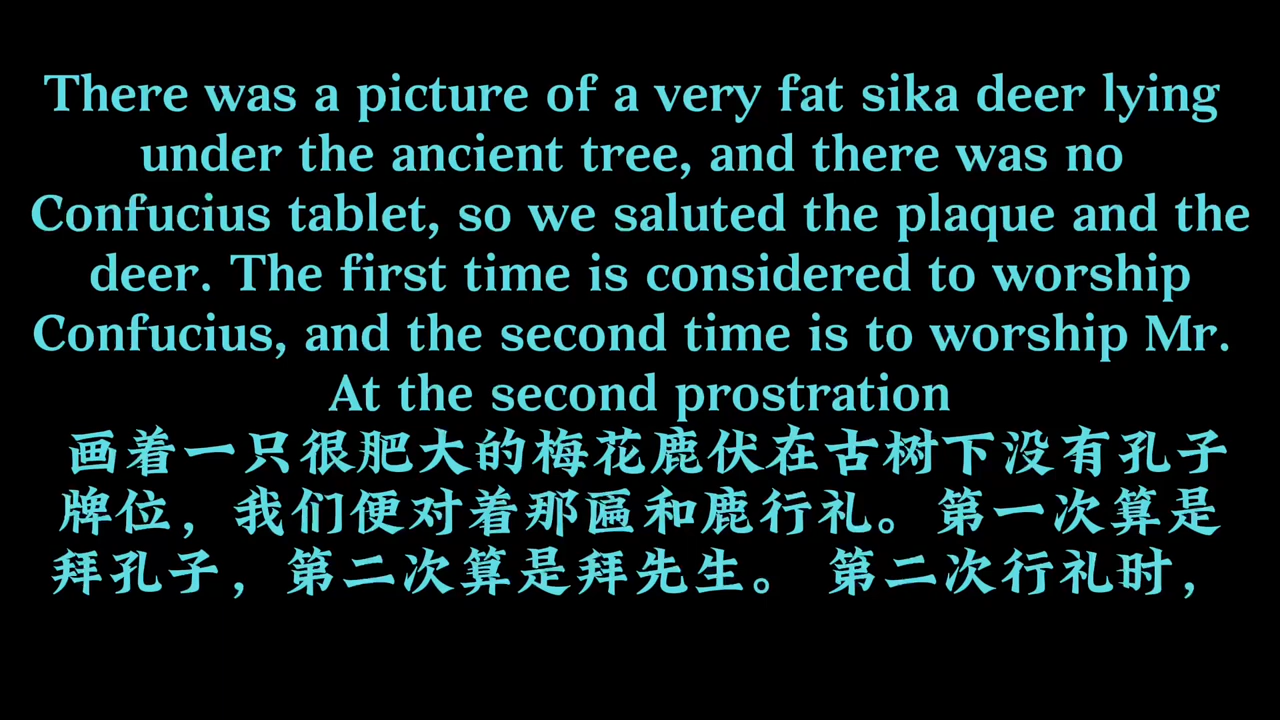 There was a picture of a very fat sika deer lying
under the ancient tree, and there was no
Confucius tablet, so we saluted the plaque and the
deer. The first time is considered to worship
Confucius, and the second time is to worship Mr.
At the second prostration
画着一只很肥大的梅花鹿伏在古树下没有孔子
牌位，我们便对着那匾和鹿行礼。第一次算是
拜孔子，第二次算是拜先生。 第二次行礼时，